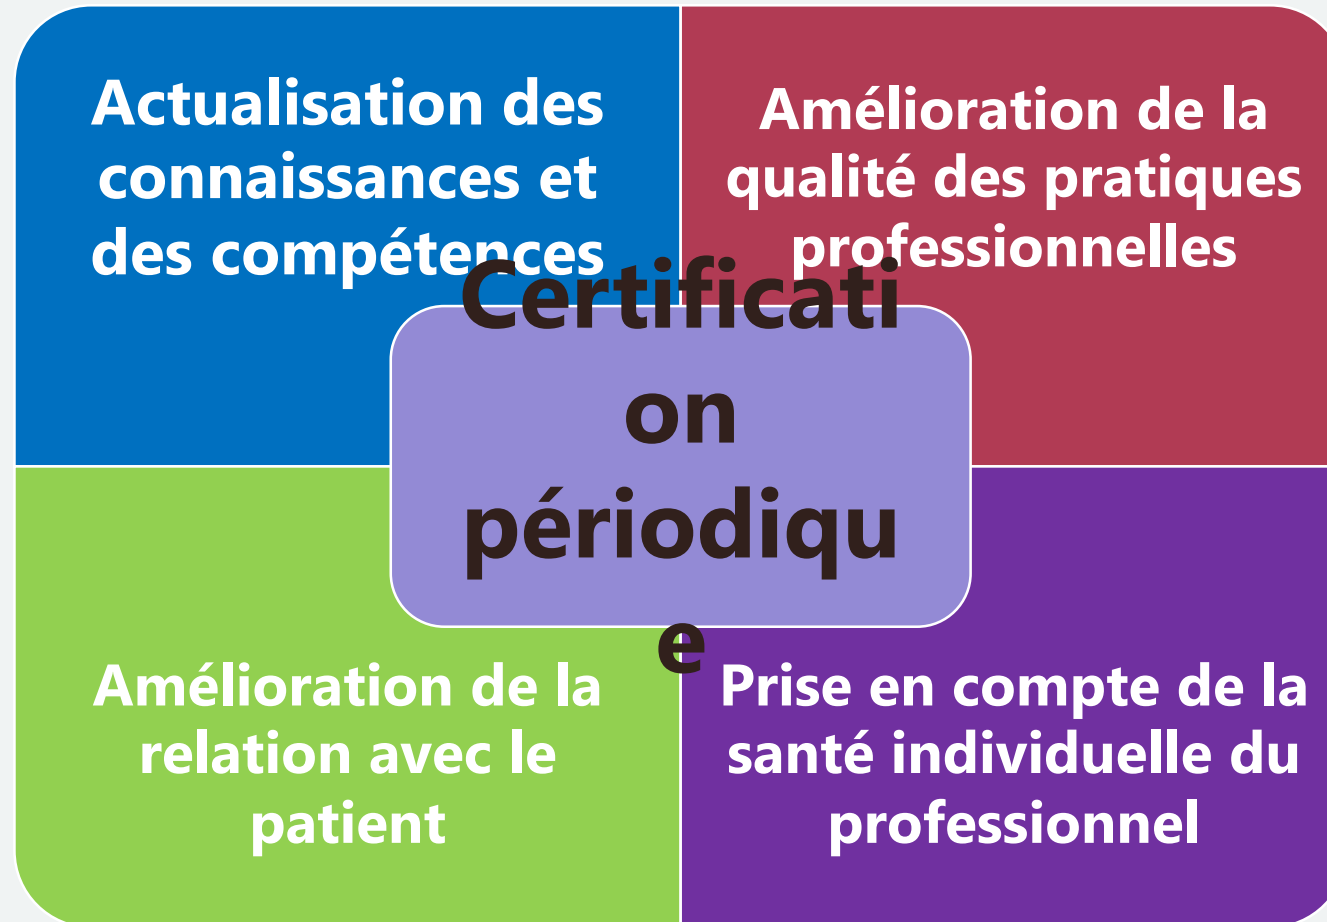 Actualisation des
connaissances et
des compétences
Amélioration de la
qualité des pratiques
professionnelles
Certificati
on
périodiqu
e
Amélioration de la
relation avec le
patient
Prise en compte de la
santé individuelle du
professionnel